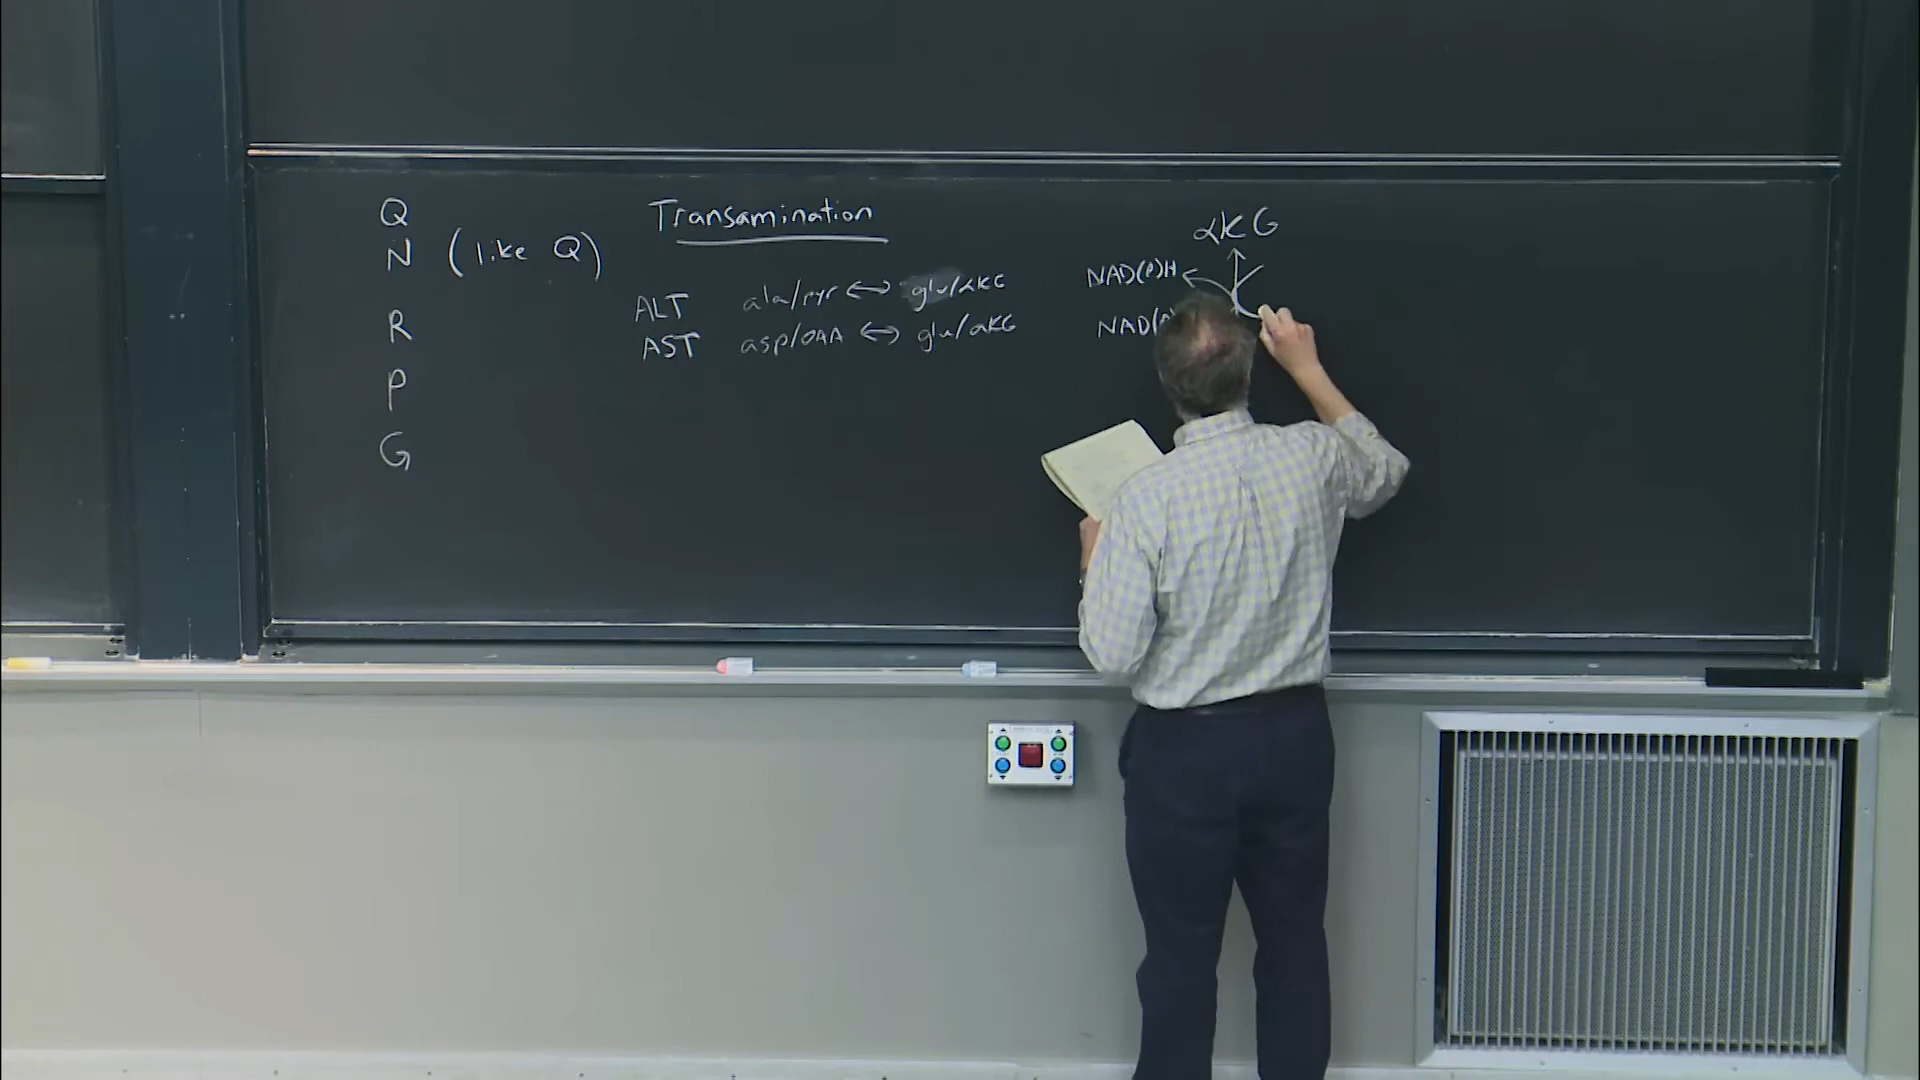 Q
N (like Q)
R
P
G
Transamination
ALT ala/pyr ↔ glu/αKG
AST asp/OAA ↔ glu/αKG
αKG
NAD(P)H